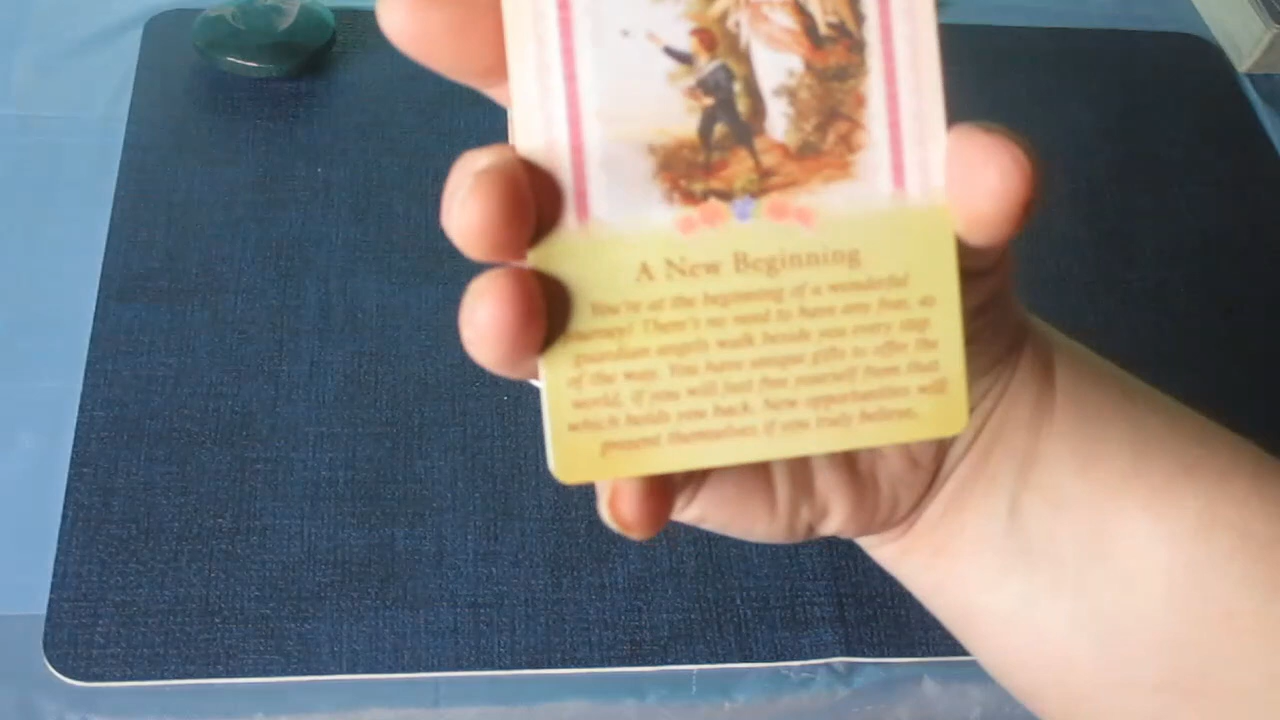 A New Beginning
You're at the beginning of a wonderful
journey! There's no need to have any fear, as
guardian angels walk beside you every step
of the way. You have unique gifts to offer the
world, if you will just free yourself from that
which holds you back. New opportunities will
present themselves if you truly believe.